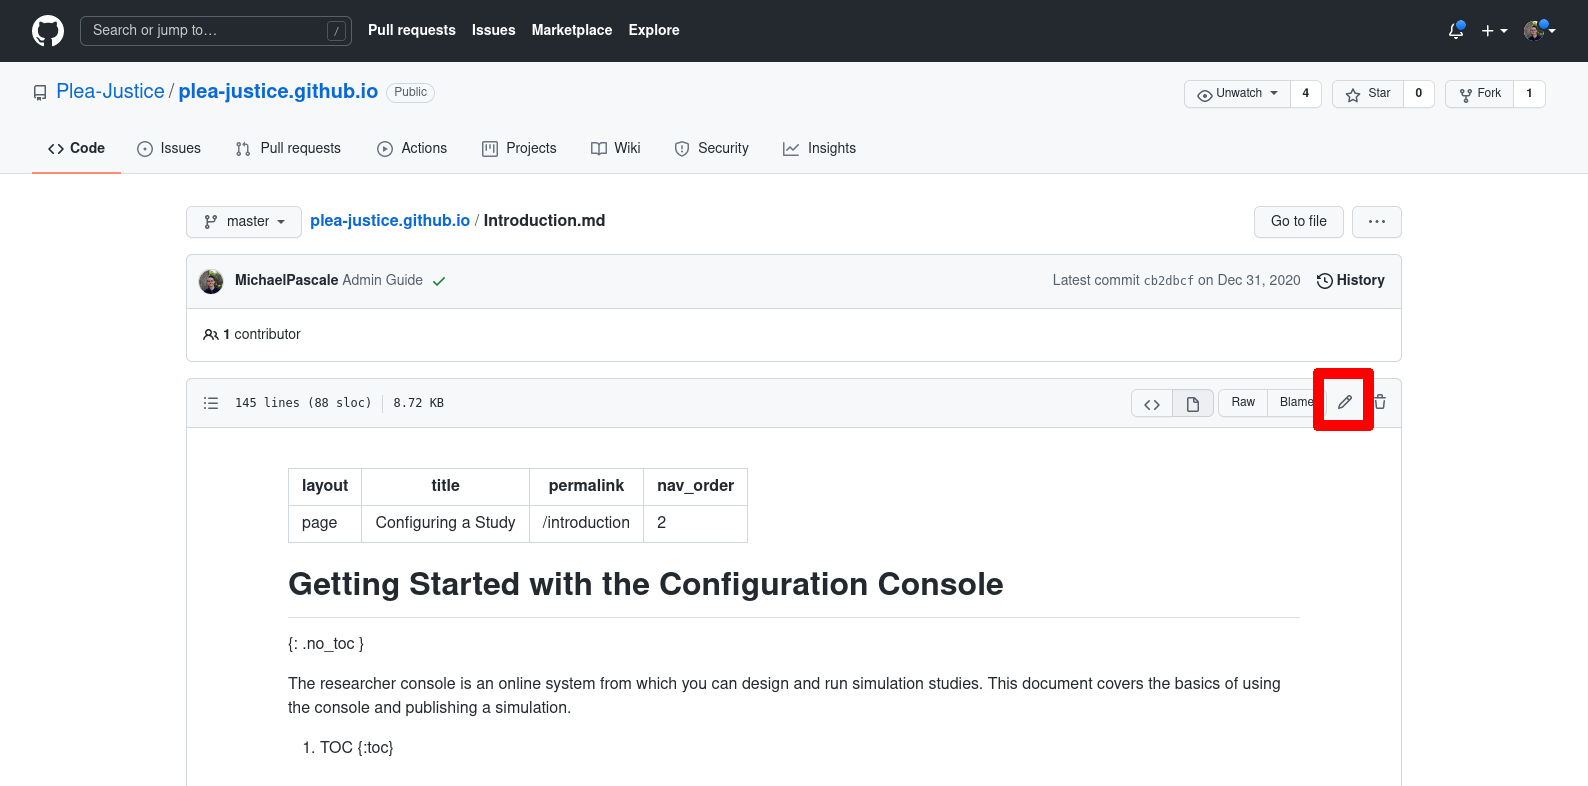 Search or jump to… /
Pull requests Issues Marketplace Explore
Plea-Justice / plea-justice.github.io Public
Unwatch 4 Star 0 Fork 1
Code Issues Pull requests Actions Projects Wiki Security Insights
master plea-justice.github.io / Introduction.md Go to file ···
MichaelPascale Admin Guide Latest commit cb2dbcf on Dec 31, 2020 History
1 contributor
145 lines (88 sloc) 8.72 KB Raw Blame
layout title permalink nav_order
page Configuring a Study /introduction 2
Getting Started with the Configuration Console
{: .no_toc }
The researcher console is an online system from which you can design and run simulation studies. This document covers the basics of using
the console and publishing a simulation.
1. TOC {:toc}